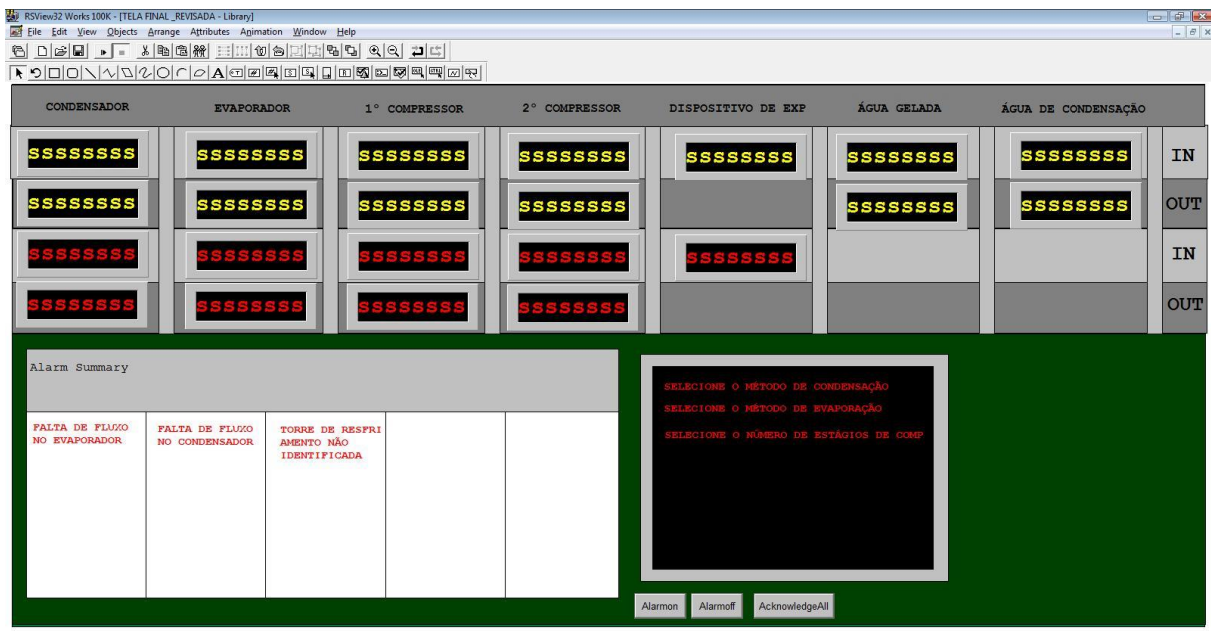 RSView32 Works 100K - [TELA FINAL _REVISADA - Library]
File Edit View Objects Arrange Attributes Animation Window Help
CONDENSADOR EVAPORADOR 1° COMPRESSOR 2° COMPRESSOR DISPOSITIVO DE EXP ÁGUA GELADA ÁGUA DE CONDENSAÇÃO
SSSSSSSS SSSSSSSS SSSSSSSS SSSSSSSS SSSSSSSS SSSSSSSS SSSSSSSS IN
SSSSSSSS SSSSSSSS SSSSSSSS SSSSSSSS SSSSSSSS SSSSSSSS OUT
SSSSSSSS SSSSSSSS SSSSSSSS SSSSSSSS SSSSSSSS IN
SSSSSSSS SSSSSSSS SSSSSSSS SSSSSSSS OUT
Alarm Summary
FALTA DE FLUXO
NO EVAPORADOR
FALTA DE FLUXO
NO CONDENSADOR
TORRE DE RESFRI
AMENTO NÃO
IDENTIFICADA
SELECIONE O MÉTODO DE CONDENSAÇÃO
SELECIONE O MÉTODO DE EVAPORAÇÃO
SELECIONE O NÚMERO DE ESTÁGIOS DE COMP
Alarmon Alarmoff AcknowledgeAll